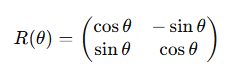 R(θ) = ( cos θ  − sin θ
sin θ  cos θ )